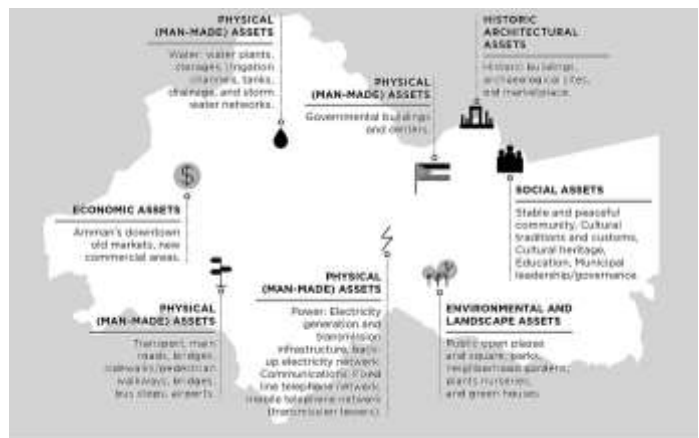 PHYSICAL
(MAN-MADE) ASSETS
Water: water plants,
storages, irrigation
channels, tanks,
drainage, and storm
water networks.
HISTORIC
ARCHITECTURAL
ASSETS
Historic buildings,
archaeological sites,
old marketplace.
PHYSICAL
(MAN-MADE) ASSETS
Governmental buildings
and centers.
SOCIAL ASSETS
Stable and peaceful
community, Cultural
traditions and customs,
Cultural heritage,
Education, Municipal
leadership/governance
ECONOMIC ASSETS
Amman's downtown
old markets, new
commercial areas.
PHYSICAL
(MAN-MADE) ASSETS
Transport, main
roads, bridges,
sidewalks/pedestrian
walkways, bridges
bus stops, airports.
PHYSICAL
(MAN-MADE) ASSETS
Power: Electricity
generation and
transmission
infrastructure, back-
up electricity network
Communications: Fixed
line telephone network
mobile telephone network
(transmission towers)
ENVIRONMENTAL AND
LANDSCAPE ASSETS
Public open
and square, parks,
neighborhood gardens,
plants nurseries,
and green houses